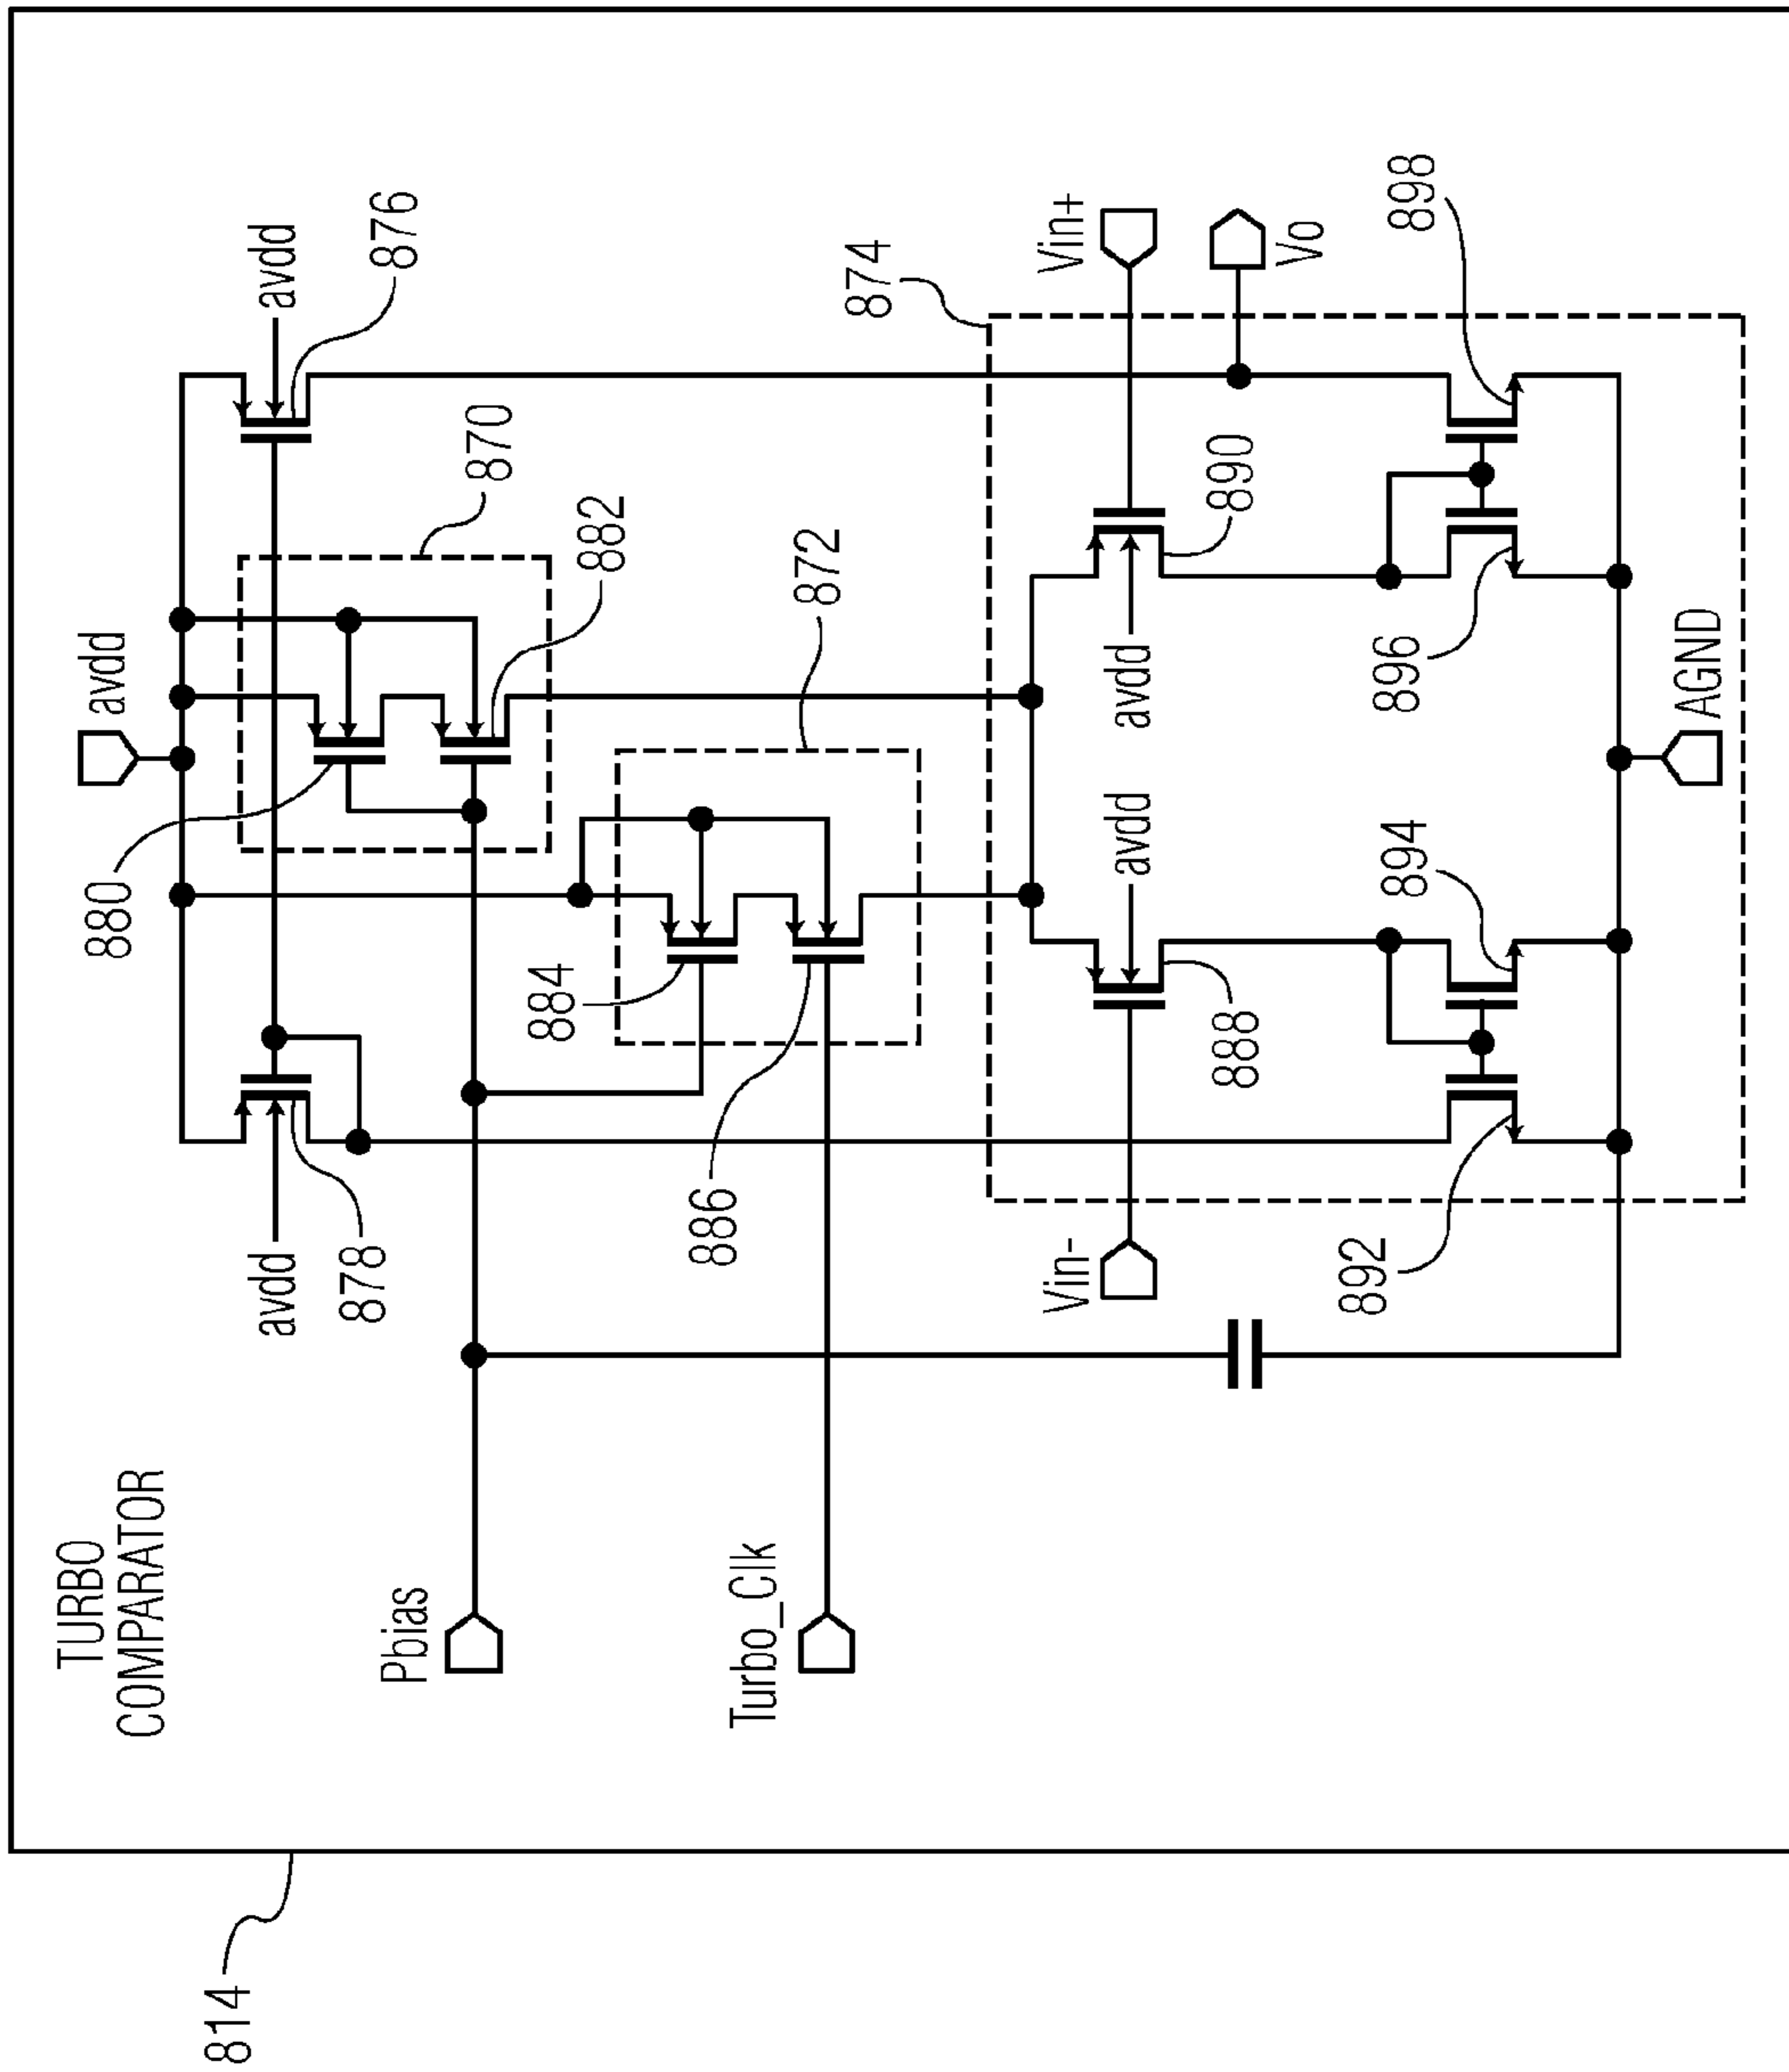 TURBO
COMPARATOR
814
avdd
avdd
878
880
avdd
876
870
882
Pbias
884
872
886
Turbo_Clk
874
Vin-
avdd
888
avdd
890
Vin+
Vo
892
894
896
898
AGND